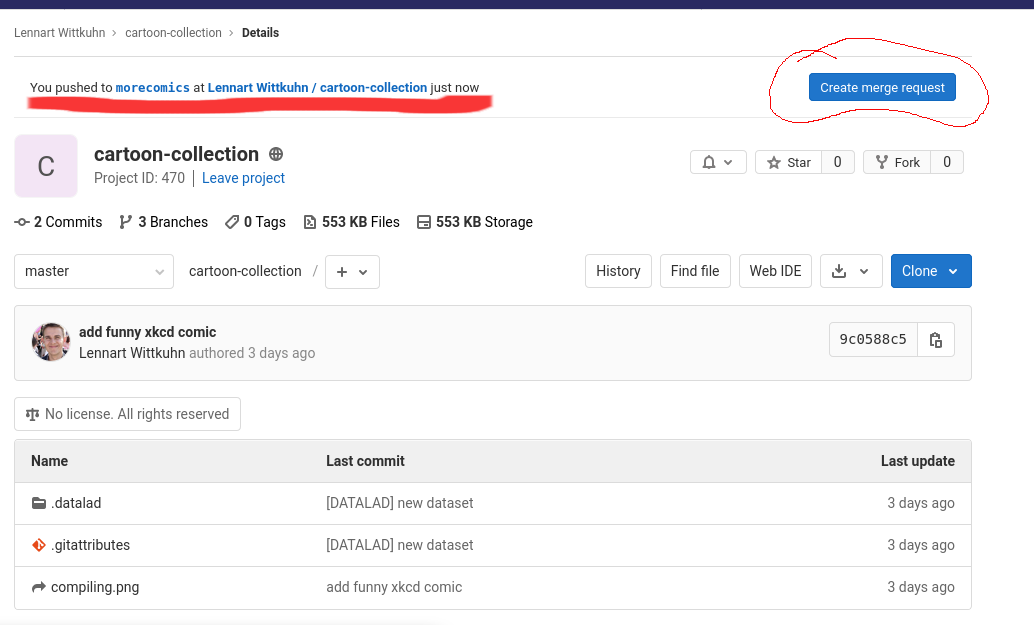 Lennart Wittkuhn > cartoon-collection > Details
You pushed to morecomics at Lennart Wittkuhn / cartoon-collection just now
Create merge request
C
cartoon-collection
Project ID: 470 | Leave project
Star 0
Fork 0
2 Commits 3 Branches 0 Tags 553 KB Files 553 KB Storage
master cartoon-collection / + History Find file Web IDE Clone
add funny xkcd comic
Lennart Wittkuhn authored 3 days ago
9c0588c5
No license. All rights reserved
Name Last commit Last update
.datalad [DATALAD] new dataset 3 days ago
.gitattributes [DATALAD] new dataset 3 days ago
compiling.png add funny xkcd comic 3 days ago